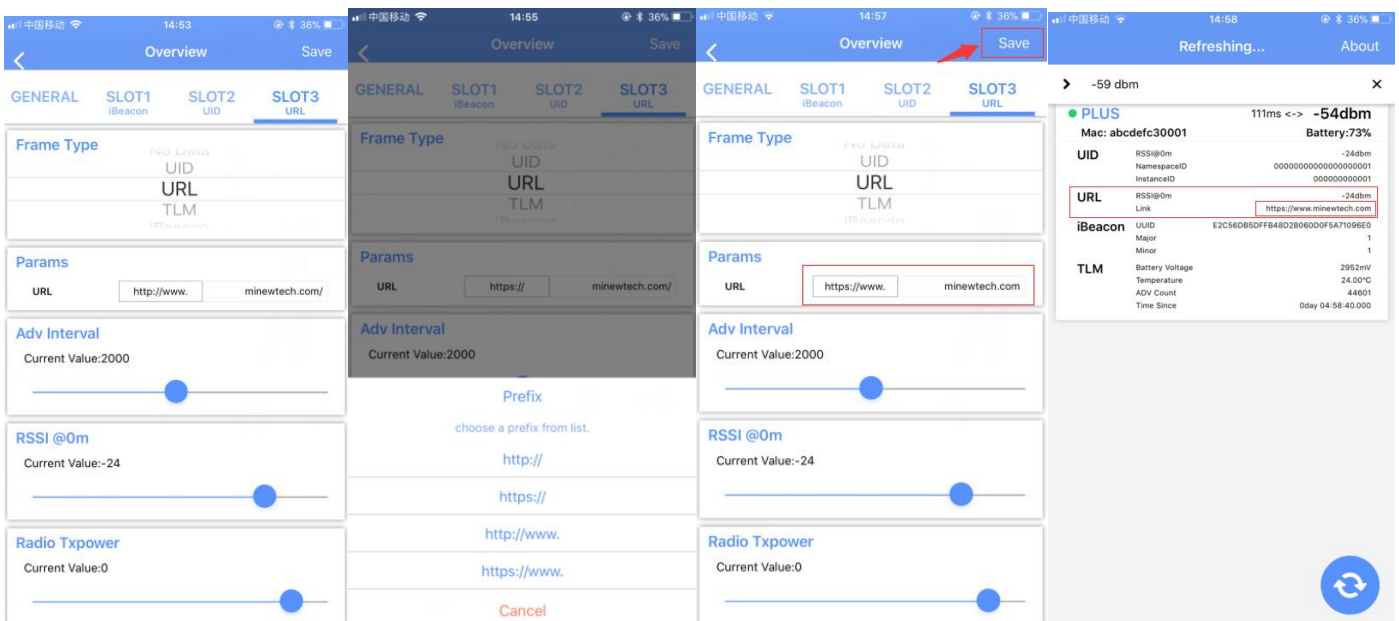 中国移动 14:53 36%
Overview Save
GENERAL SLOT1 SLOT2 SLOT3
iBeacon UID URL
Frame Type
No Data
UID
URL
TLM
iBeacon
Params
URL http://www. minewtech.com/
Adv Interval
Current Value:2000
RSSI @0m
Current Value:-24
Radio Txpower
Current Value:0
中国移动 14:55 36%
Overview Save
GENERAL SLOT1 SLOT2 SLOT3
iBeacon UID URL
Frame Type
No Data
UID
URL
TLM
iBeacon
Params
URL https:// minewtech.com/
Adv Interval
Current Value:2000
Prefix
choose a prefix from list.
http://
https://
http://www.
https://www.
Cancel
中国移动 14:57 36%
Overview Save
GENERAL SLOT1 SLOT2 SLOT3
iBeacon UID URL
Frame Type
No Data
UID
URL
TLM
iBeacon
Params
URL https://www. minewtech.com
Adv Interval
Current Value:2000
RSSI @0m
Current Value:-24
Radio Txpower
Current Value:0
中国移动 14:58 36%
Refreshing... About
-59 dbm
PLUS 111ms <-> -54dbm
Mac: abcdefc30001 Battery:73%
UID RSSI@0m -24dbm
NamespaceID 00000000000000000001
InstanceID 000000000001
URL RSSI@0m -24dbm
Link https://www.minewtech.com
iBeacon UUID E2C56DB5DFFB48D2B060D0F5A71096E0
Major 1
Minor 1
TLM Battery Voltage 2952mV
Temperature 24.00°C
ADV Count 44601
Time Since 0day 04:58:40.000